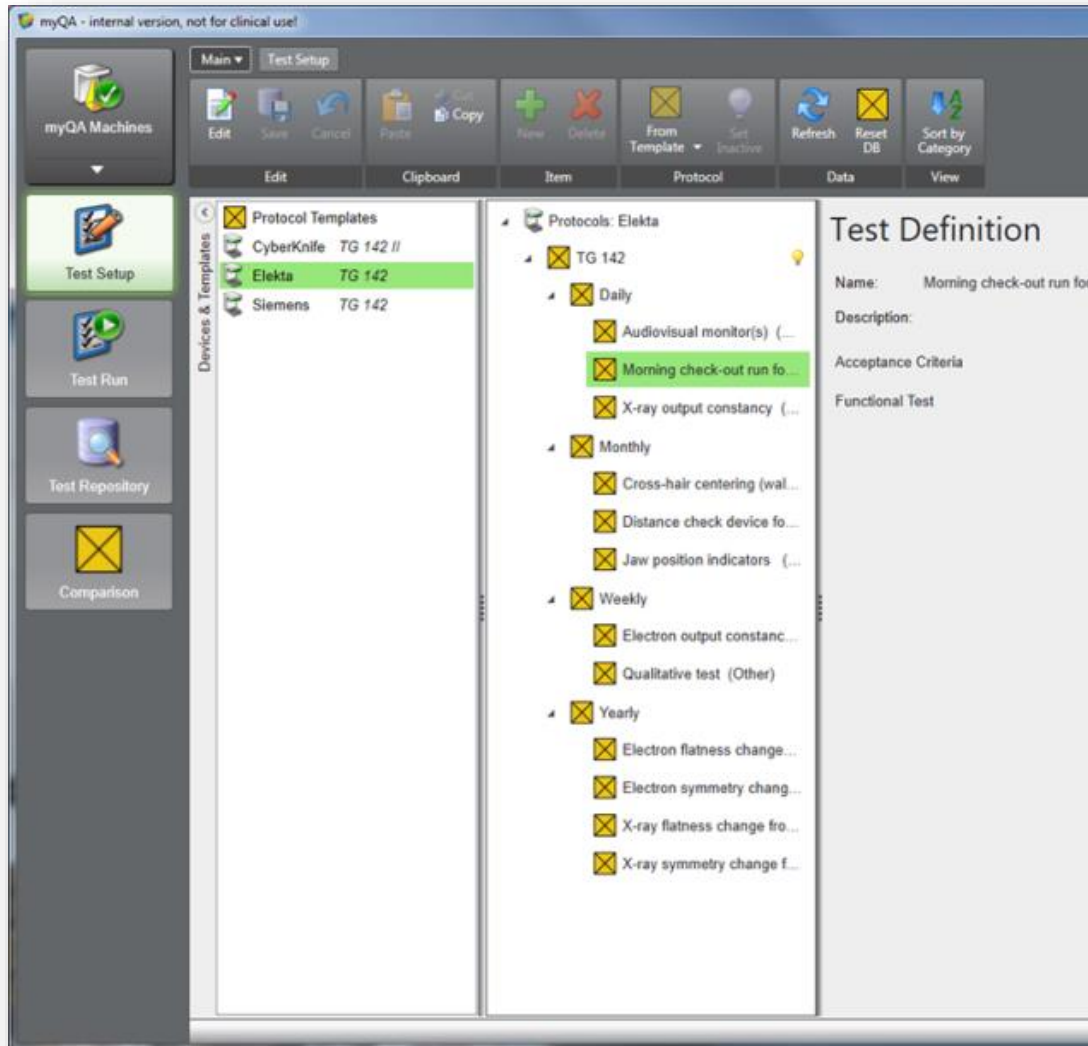 myQA - internal version, not for clinical use!
myQA Machines
Main Test Setup
Edit Save Cancel Paste Cut Copy New Delete From Template Set Inactive Refresh Reset DB Sort by Category
Edit Clipboard Item Protocol Data View
Test Setup
Test Run
Test Repository
Comparison
Devices & Templates
Protocol Templates
CyberKnife TG 142 II
Elekta TG 142
Siemens TG 142
Protocols: Elekta
TG 142
Daily
Audiovisual monitor(s) (...
Morning check-out run fo...
X-ray output constancy (...
Monthly
Cross-hair centering (wal...
Distance check device fo...
Jaw position indicators (...
Weekly
Electron output constanc...
Qualitative test (Other)
Yearly
Electron flatness change...
Electron symmetry chang...
X-ray flatness change fro...
X-ray symmetry change f...
Test Definition
Name: Morning check-out run for
Description:
Acceptance Criteria
Functional Test